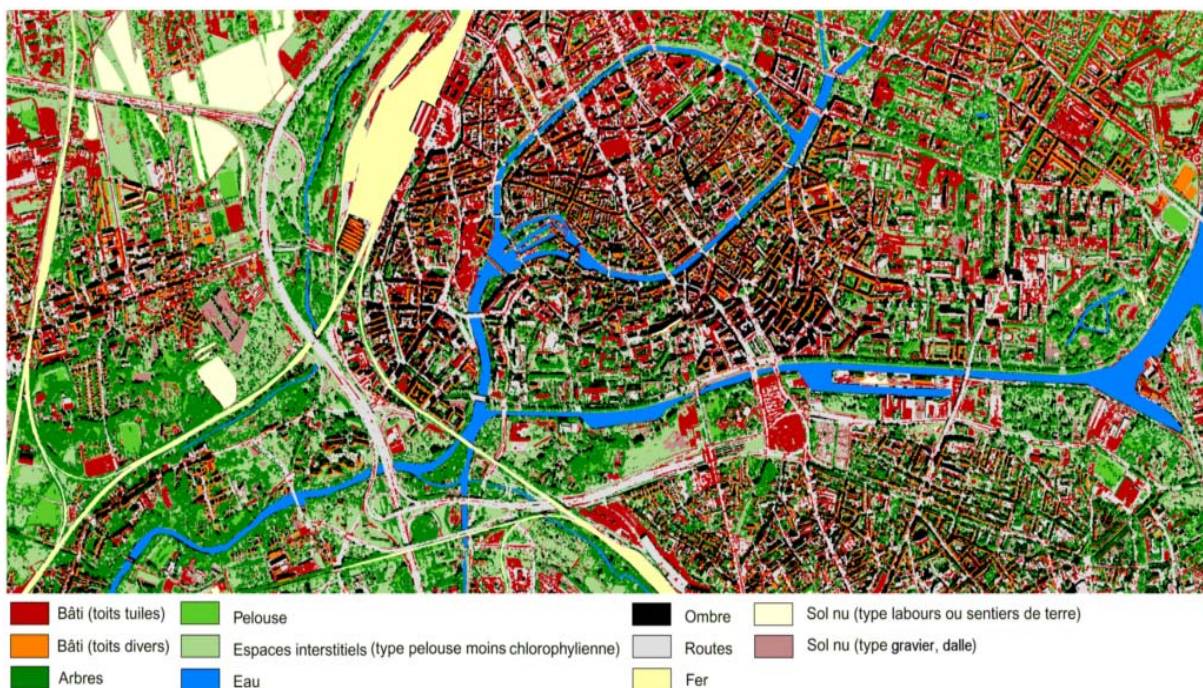 Bâti (toits tuiles)
Bâti (toits divers)
Arbres
Pelouse
Espaces interstitiels (type pelouse moins chlorophylienne)
Eau
Ombre
Routes
Fer
Sol nu (type labours ou sentiers de terre)
Sol nu (type gravier, dalle)